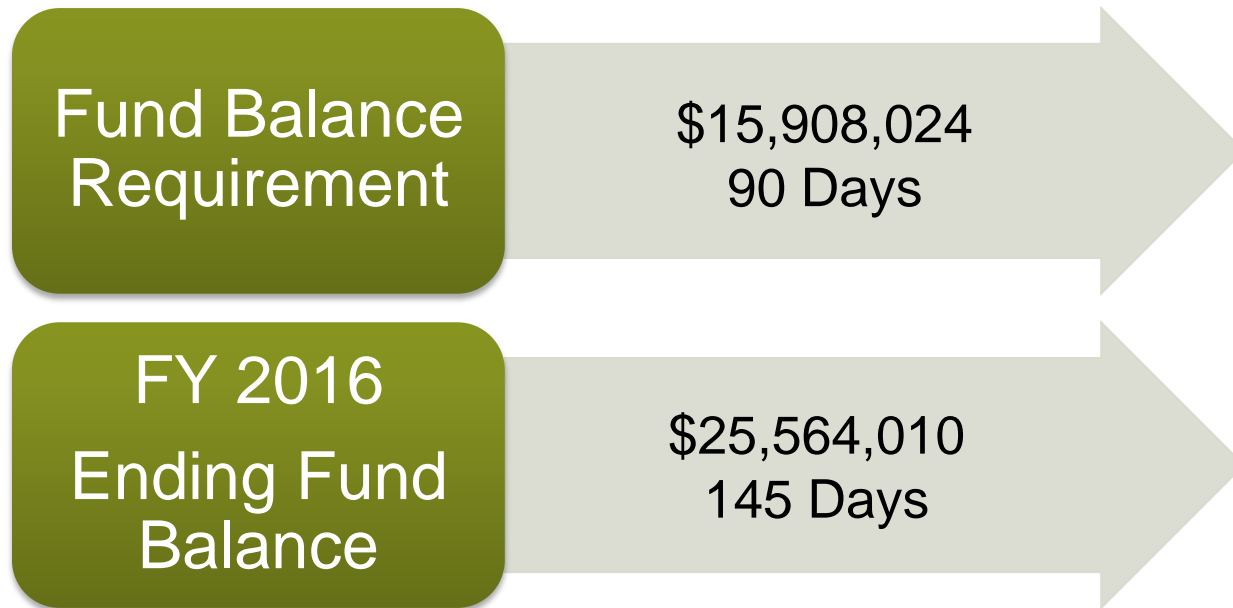 Fund Balance
Requirement
$15,908,024
90 Days
FY 2016
Ending Fund
Balance
$25,564,010
145 Days